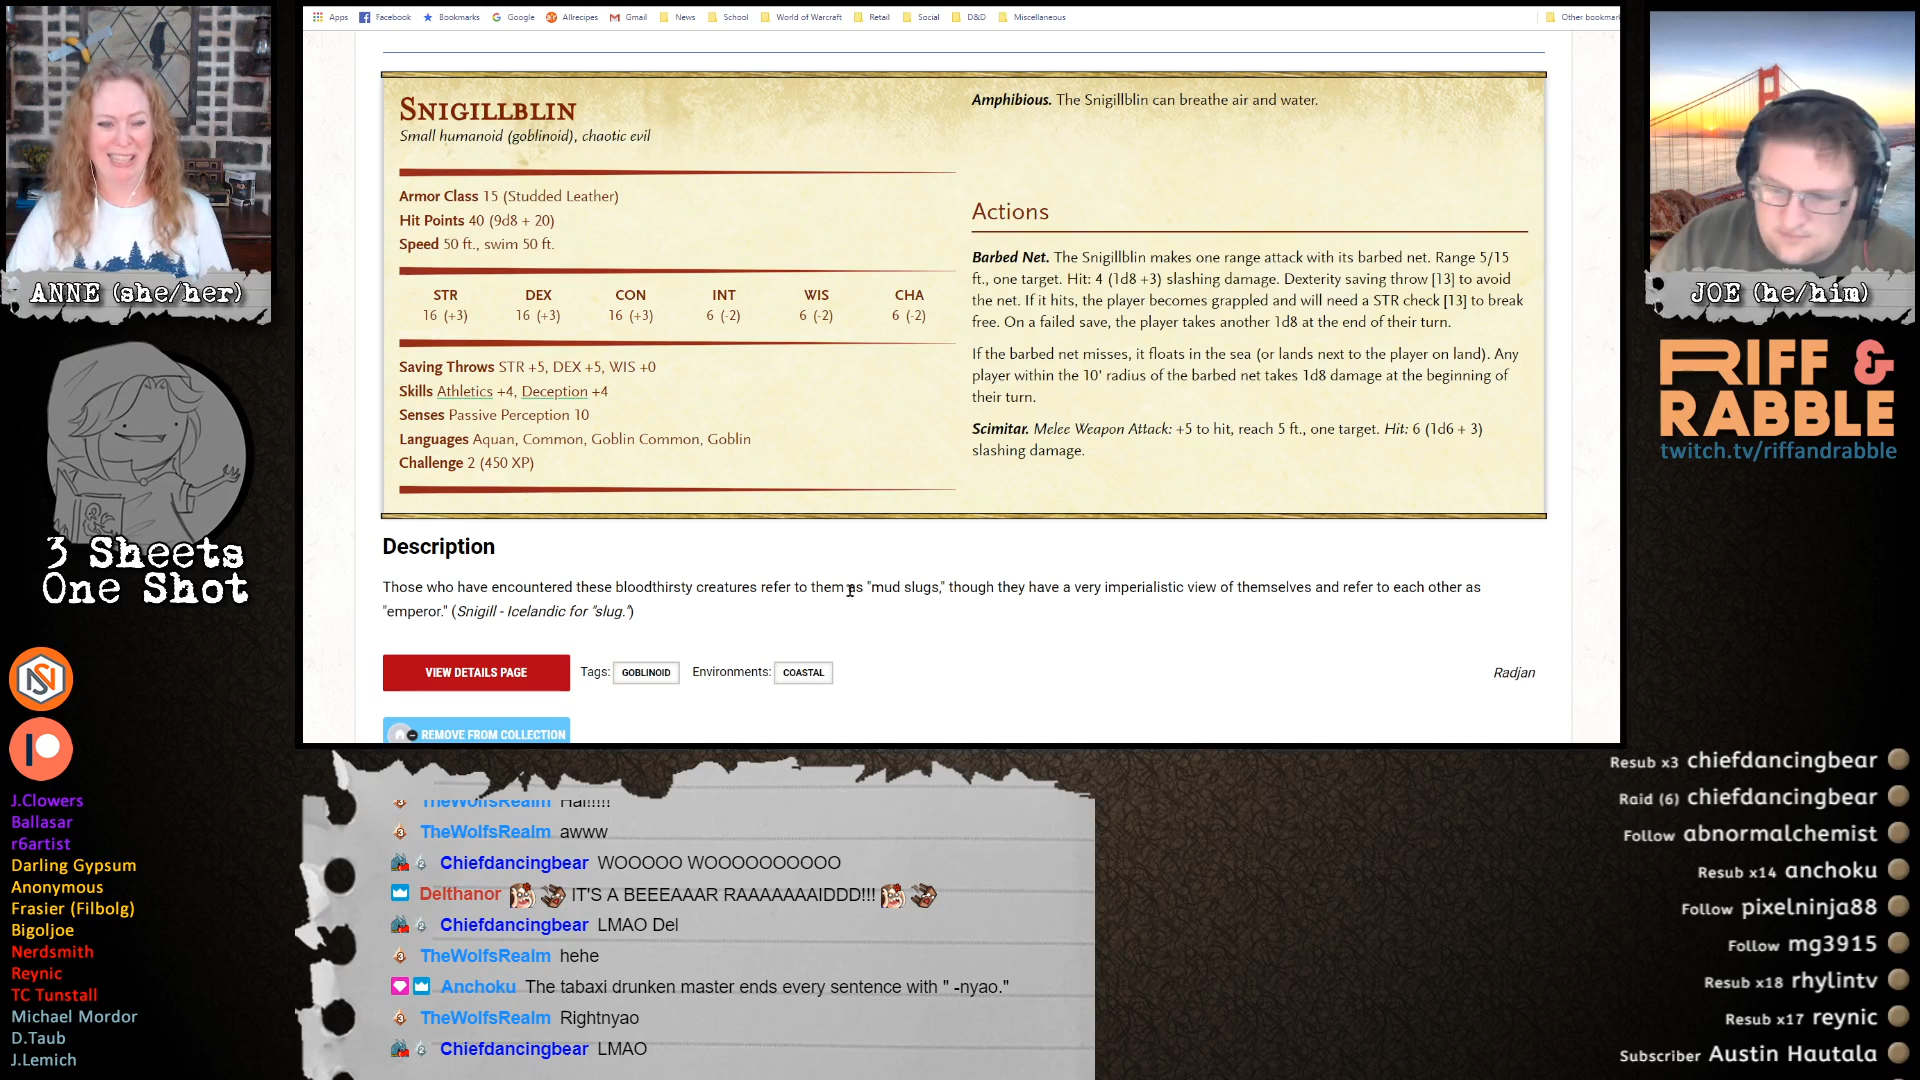 Apps Facebook Bookmarks Google Allrecipes Gmail News School World of Warcraft Retail Social D&D Miscellaneous Other bookmar
SNIGILLBLIN
Small humanoid (goblinoid), chaotic evil
Armor Class 15 (Studded Leather)
Hit Points 40 (9d8 + 20)
Speed 50 ft., swim 50 ft.
STR DEX CON INT WIS CHA
16 (+3) 16 (+3) 16 (+3) 6 (-2) 6 (-2) 6 (-2)
Saving Throws STR +5, DEX +5, WIS +0
Skills Athletics +4, Deception +4
Senses Passive Perception 10
Languages Aquan, Common, Goblin Common, Goblin
Challenge 2 (450 XP)
Amphibious. The Snigillblin can breathe air and water.
Actions
Barbed Net. The Snigillblin makes one range attack with its barbed net. Range 5/15
ft., one target. Hit: 4 (1d8 +3) slashing damage. Dexterity saving throw [13] to avoid
the net. If it hits, the player becomes grappled and will need a STR check [13] to break
free. On a failed save, the player takes another 1d8 at the end of their turn.
If the barbed net misses, it floats in the sea (or lands next to the player on land). Any
player within the 10' radius of the barbed net takes 1d8 damage at the beginning of
their turn.
Scimitar. Melee Weapon Attack: +5 to hit, reach 5 ft., one target. Hit: 6 (1d6 + 3)
slashing damage.
Description
Those who have encountered these bloodthirsty creatures refer to them as "mud slugs," though they have a very imperialistic view of themselves and refer to each other as
"emperor." (Snigill - Icelandic for "slug.")
VIEW DETAILS PAGE Tags: GOBLINOID Environments: COASTAL Radjan
REMOVE FROM COLLECTION
ANNE (she/her)
3 Sheets
One Shot
J.Clowers
Ballasar
r6artist
Darling Gypsum
Anonymous
Frasier (Filbolg)
Bigoljoe
Nerdsmith
Reynic
TC Tunstall
Michael Mordor
D.Taub
J.Lemich
TheWolfsRealm Hai!!!!!
TheWolfsRealm awww
Chiefdancingbear WOOOOO WOOOOOOOOOO
Delthanor IT'S A BEEEAAAR RAAAAAAAIDDD!!!
Chiefdancingbear LMAO Del
TheWolfsRealm hehe
Anchoku The tabaxi drunken master ends every sentence with " -nyao."
TheWolfsRealm Rightnyao
Chiefdancingbear LMAO
JOE (he/him)
RIFF &
RABBLE
twitch.tv/riffandrabble
Resub x3 chiefdancingbear
Raid (6) chiefdancingbear
Follow abnormalchemist
Resub x14 anchoku
Follow pixelninja88
Follow mg3915
Resub x18 rhylintv
Resub x17 reynic
Subscriber Austin Hautala